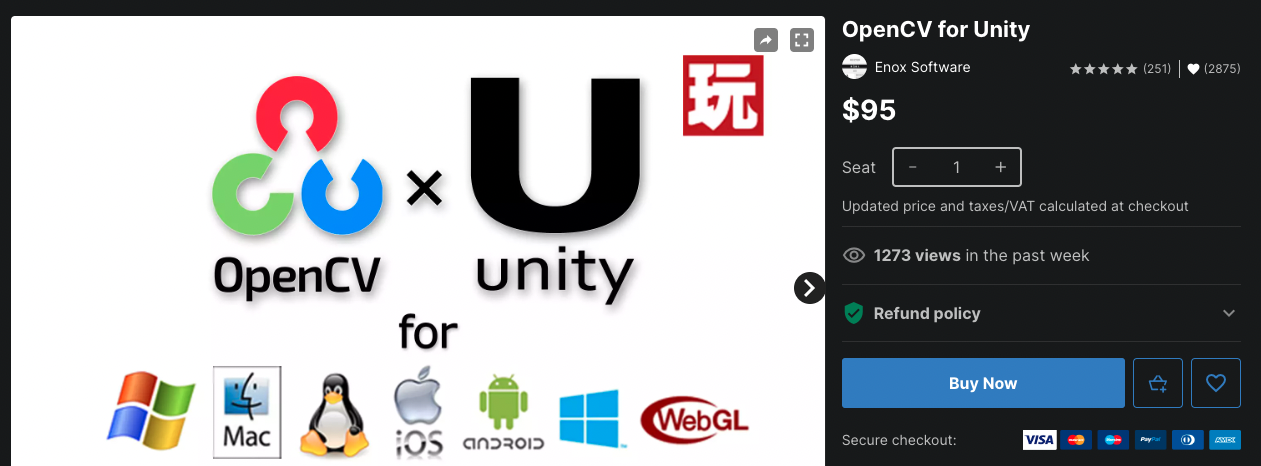 玩
OpenCV × unity
for
Mac
iOS
ANDROID
WebGL
OpenCV for Unity
Enox Software
(251)
(2875)
$95
Seat - 1 +
Updated price and taxes/VAT calculated at checkout
1273 views in the past week
Refund policy
Buy Now
Secure checkout:
VISA
PayPal
AMEX